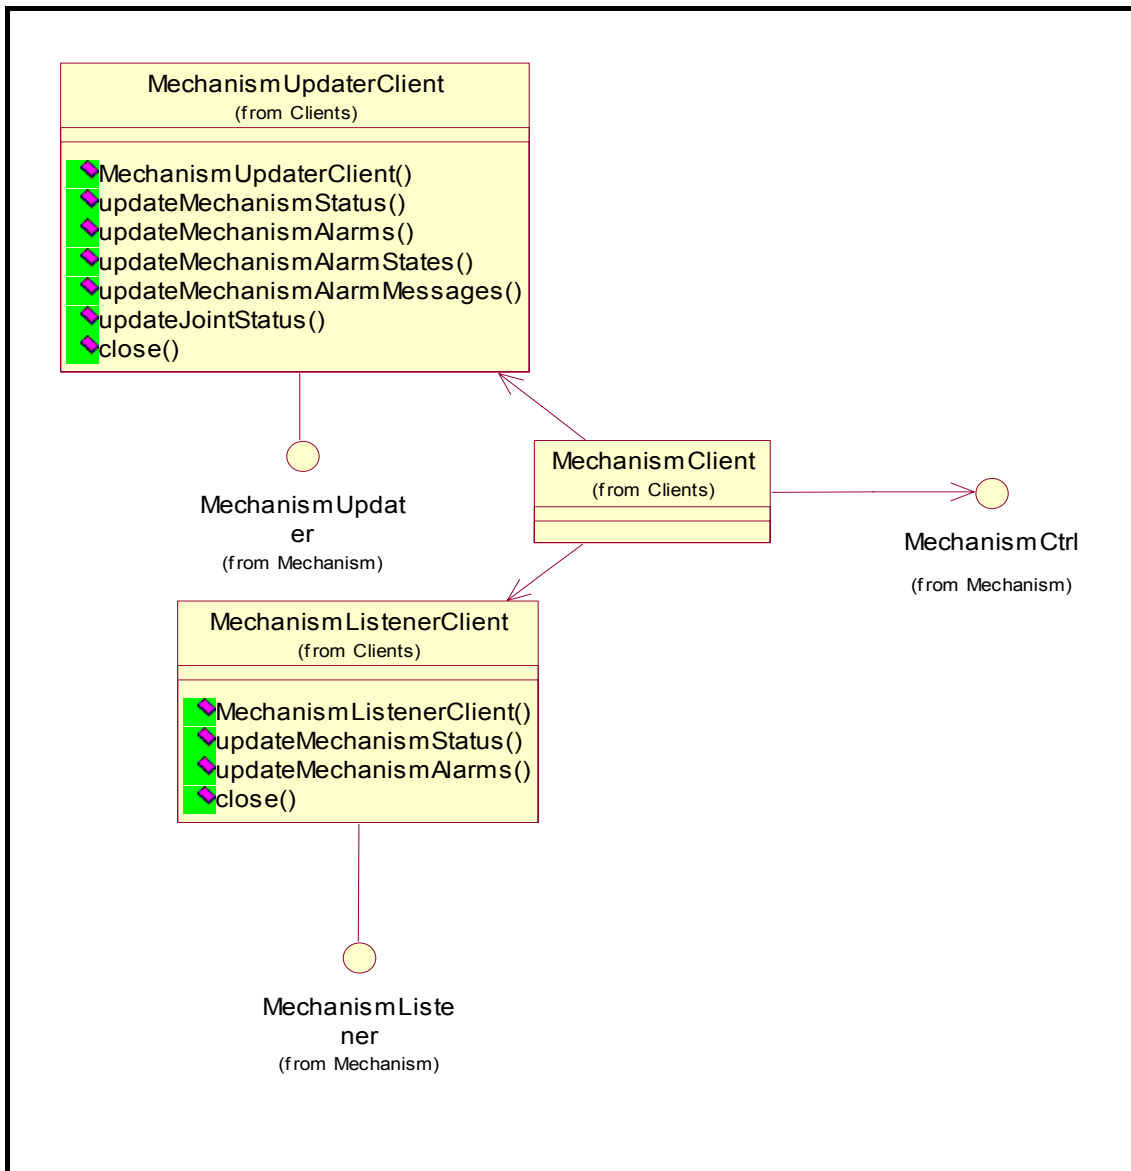 MechanismUpdaterClient
(from Clients)
MechanismUpdaterClient()
updateMechanismStatus()
updateMechanismAlarms()
updateMechanismAlarmStates()
updateMechanismAlarmMessages()
updateJointStatus()
close()
MechanismUpdat
er
(from Mechanism)
MechanismClient
(from Clients)
MechanismCtrl
(from Mechanism)
MechanismListenerClient
(from Clients)
MechanismListenerClient()
updateMechanismStatus()
updateMechanismAlarms()
close()
MechanismListe
ner
(from Mechanism)